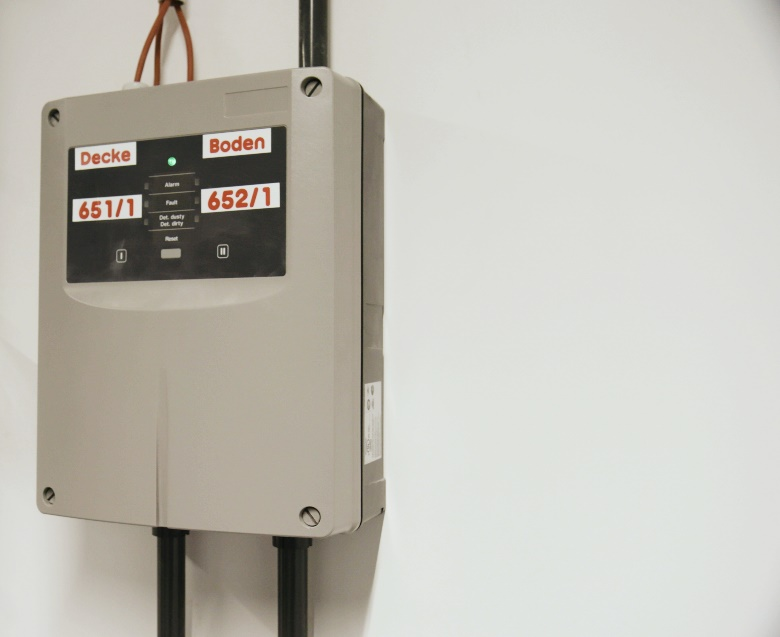 Decke
Boden
651/1
652/1
Alarm
Fault
Det. dusty
Det. dirty
Reset
I
II